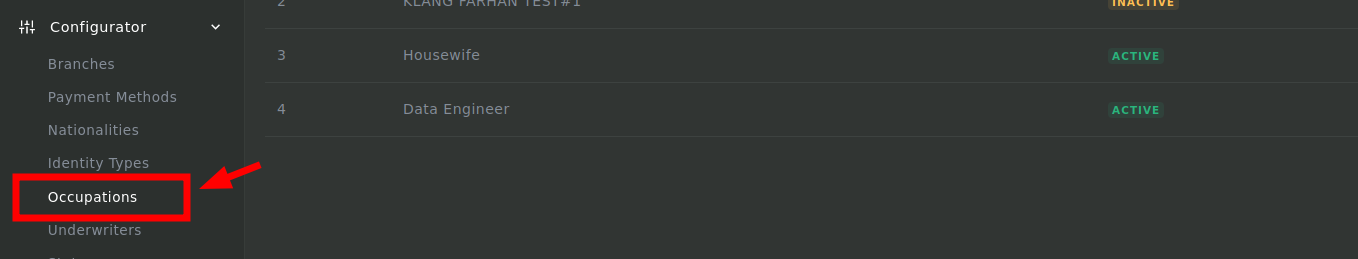 Configurator
Branches
Payment Methods
Nationalities
Identity Types
Occupations
Underwriters
2 KLANG FARHAN TEST#1 INACTIVE
3 Housewife ACTIVE
4 Data Engineer ACTIVE